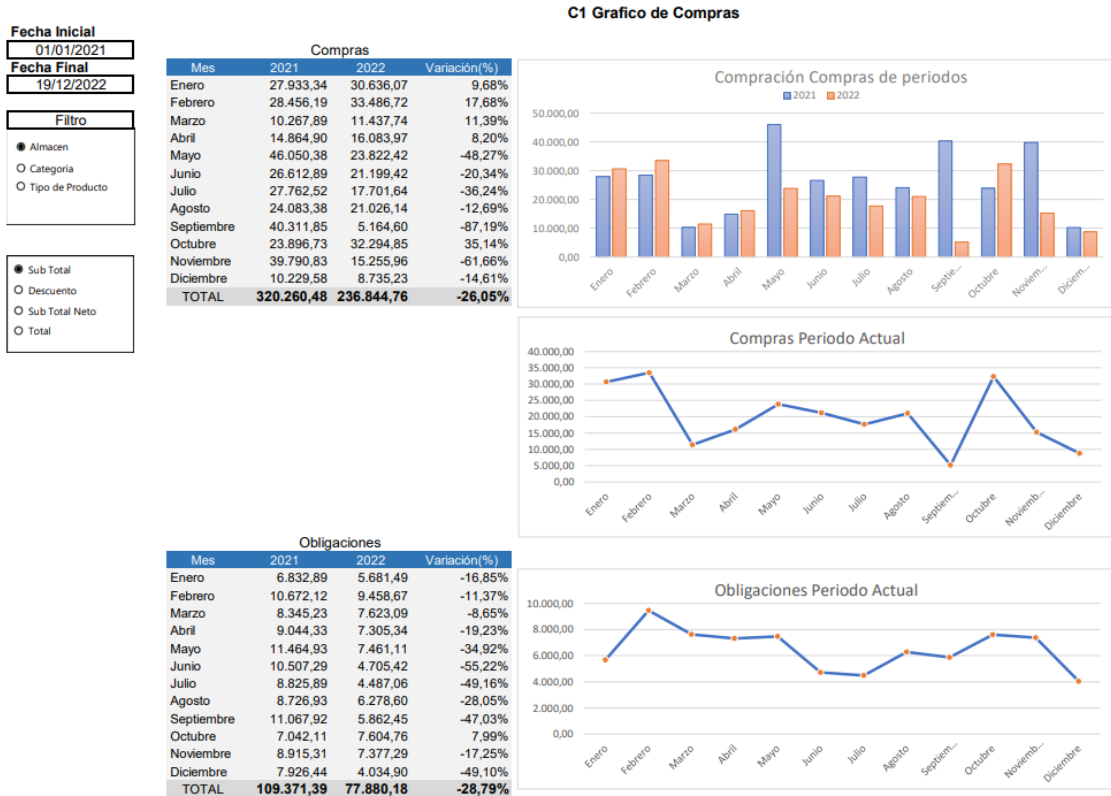 C1 Grafico de Compras
Fecha Inicial
01/01/2021
Fecha Final
19/12/2022
Filtro
Almacen
Categoria
Tipo de Producto
Sub Total
Descuento
Sub Total Neto
Total
Compras
Mes 2021 2022 Variación(%)
Enero 27.933,34 30.636,07 9,68%
Febrero 28.456,19 33.486,72 17,68%
Marzo 10.267,89 11.437,74 11,39%
Abril 14.864,90 16.083,97 8,20%
Mayo 46.050,38 23.822,42 -48,27%
Junio 26.612,89 21.199,42 -20,34%
Julio 27.762,52 17.701,64 -36,24%
Agosto 24.083,38 21.026,14 -12,69%
Septiembre 40.311,85 5.164,60 -87,19%
Octubre 23.896,73 32.294,85 35,14%
Noviembre 39.790,83 15.255,96 -61,66%
Diciembre 10.229,58 8.735,23 -14,61%
TOTAL 320.260,48 236.844,76 -26,05%
Compración Compras de periodos
2021 2022
50.000,00
40.000,00
30.000,00
20.000,00
10.000,00
0,00
Enero Febrero Marzo Abril Mayo Junio Julio Agosto Septie... Octubre Noviem... Diciem...
Compras Periodo Actual
40.000,00
35.000,00
30.000,00
25.000,00
20.000,00
15.000,00
10.000,00
5.000,00
0,00
Enero Febrero Marzo Abril Mayo Junio Julio Agosto Septiem... Octubre Noviemb... Diciembre
Obligaciones
Mes 2021 2022 Variación(%)
Enero 6.832,89 5.681,49 -16,85%
Febrero 10.672,12 9.458,67 -11,37%
Marzo 8.345,23 7.623,09 -8,65%
Abril 9.044,33 7.305,34 -19,23%
Mayo 11.464,93 7.461,11 -34,92%
Junio 10.507,29 4.705,42 -55,22%
Julio 8.825,89 4.487,06 -49,16%
Agosto 8.726,93 6.278,60 -28,05%
Septiembre 11.067,92 5.862,45 -47,03%
Octubre 7.042,11 7.604,76 7,99%
Noviembre 8.915,31 7.377,29 -17,25%
Diciembre 7.926,44 4.034,90 -49,10%
TOTAL 109.371,39 77.880,18 -28,79%
Obligaciones Periodo Actual
10.000,00
8.000,00
6.000,00
4.000,00
2.000,00
0,00
Enero Febrero Marzo Abril Mayo Junio Julio Agosto Septiem... Octubre Noviemb... Diciembre